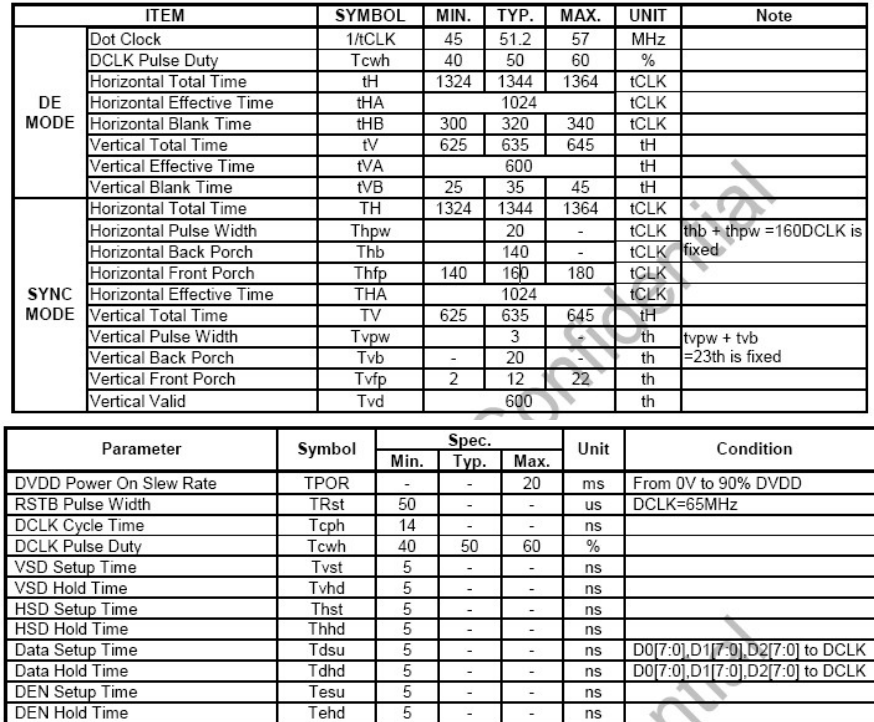 ITEM SYMBOL MIN. TYP. MAX. UNIT Note
Dot Clock 1/tCLK 45 51.2 57 MHz
DCLK Pulse Duty Tcwh 40 50 60 %
Horizontal Total Time tH 1324 1344 1364 tCLK
DE MODE
Horizontal Effective Time tHA 1024 tCLK
Horizontal Blank Time tHB 300 320 340 tCLK
Vertical Total Time tV 625 635 645 tH
Vertical Effective Time tVA 600 tH
Vertical Blank Time tVB 25 35 45 tH
Horizontal Total Time TH 1324 1344 1364 tCLK
Horizontal Pulse Width Thpw 20 - tCLK thb + thpw =160DCLK is
Horizontal Back Porch Thb 140 - tCLK fixed
Horizontal Front Porch Thfp 140 160 180 tCLK
SYNC MODE
Horizontal Effective Time THA 1024 tCLK
Vertical Total Time TV 625 635 645 tH
Vertical Pulse Width Tvpw 3 - th tvpw + tvb
Vertical Back Porch Tvb - 20 - th =23th is fixed
Vertical Front Porch Tvfp 2 12 22 th
Vertical Valid Tvd 600 th
Confidential
Parameter Symbol Spec. Unit Condition
Min. Typ. Max.
DVDD Power On Slew Rate TPOR - - 20 ms From 0V to 90% DVDD
RSTB Pulse Width TRst 50 - - us DCLK=65MHz
DCLK Cycle Time Tcph 14 - - ns
DCLK Pulse Duty Tcwh 40 50 60 %
VSD Setup Time Tvst 5 - - ns
VSD Hold Time Tvhd 5 - - ns
HSD Setup Time Thst 5 - - ns
HSD Hold Time Thhd 5 - - ns
Data Setup Time Tdsu 5 - - ns D0[7:0],D1[7:0],D2[7:0] to DCLK
Data Hold Time Tdhd 5 - - ns D0[7:0],D1[7:0],D2[7:0] to DCLK
DEN Setup Time Tesu 5 - - ns
DEN Hold Time Tehd 5 - - ns
ntial